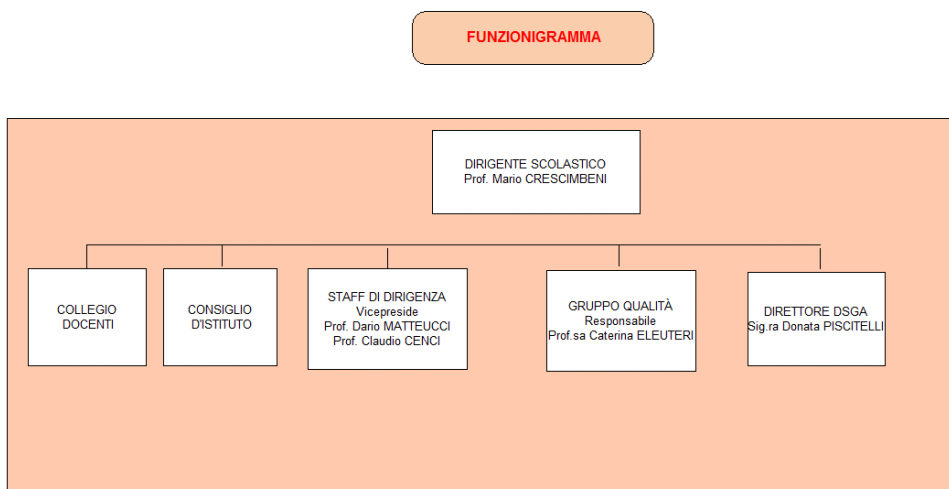 FUNZIONIGRAMMA
DIRIGENTE SCOLASTICO
Prof. Mario CRESCIMBENI
COLLEGIO
DOCENTI
CONSIGLIO
D'ISTITUTO
STAFF DI DIRIGENZA
Vicepreside
Prof. Dario MATTEUCCI
Prof. Claudio CENCI
GRUPPO QUALITÀ
Responsabile
Prof.sa Caterina ELEUTERI
DIRETTORE DSGA
Sig.ra Donata PISCITELLI